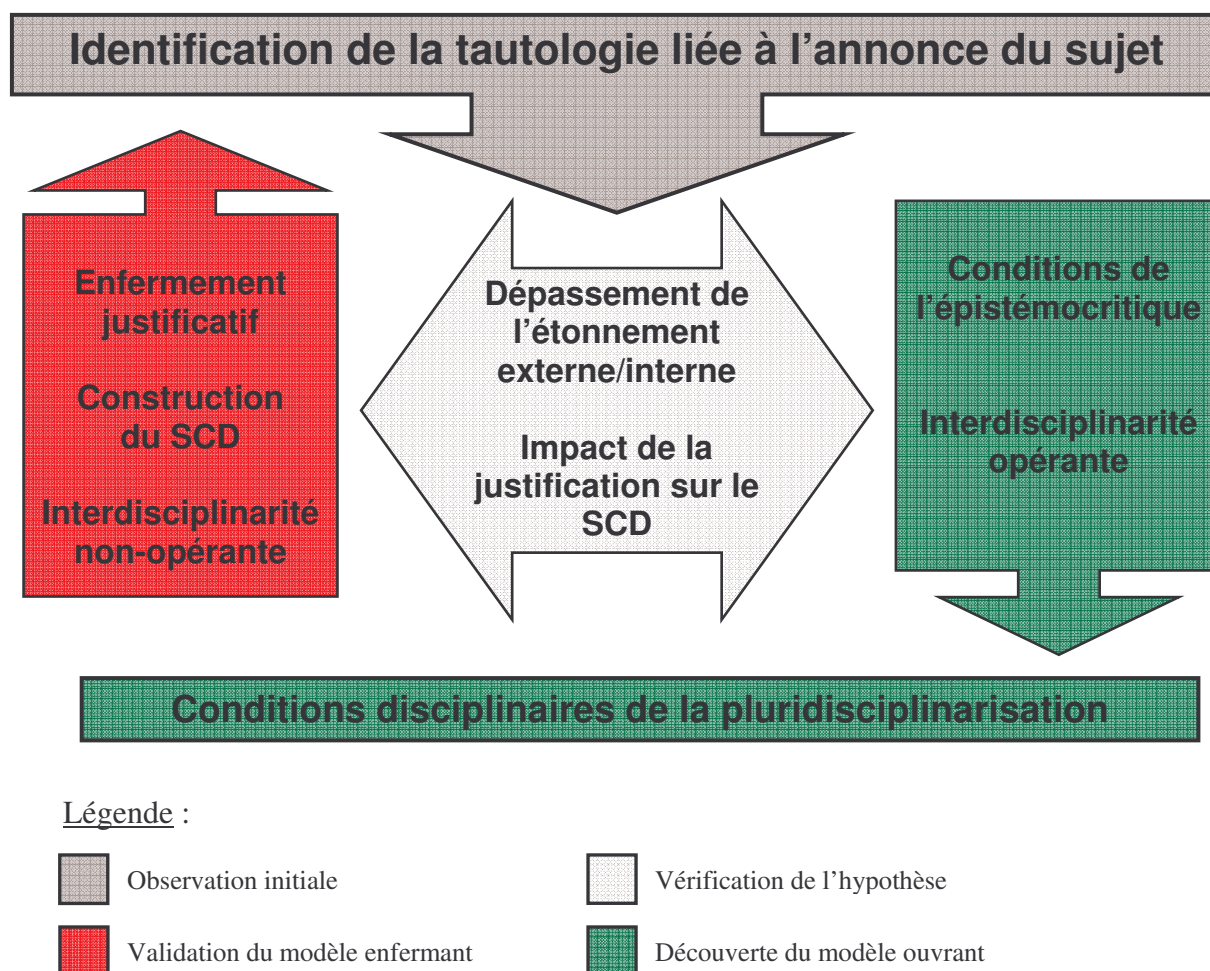 Identification de la tautologie liée à l’annonce du sujet
Enfermement
justificatif
Construction
du SCD
Interdisciplinarité
non-opérante
Dépassement de
l’étonnement
externe/interne
Impact de la
justification sur le
SCD
Conditions de
l’épistémocritique
Interdisciplinarité
opérante
Conditions disciplinaires de la pluridisciplinarisation
Légende :
Observation initiale
Vérification de l’hypothèse
Validation du modèle enfermant
Découverte du modèle ouvrant